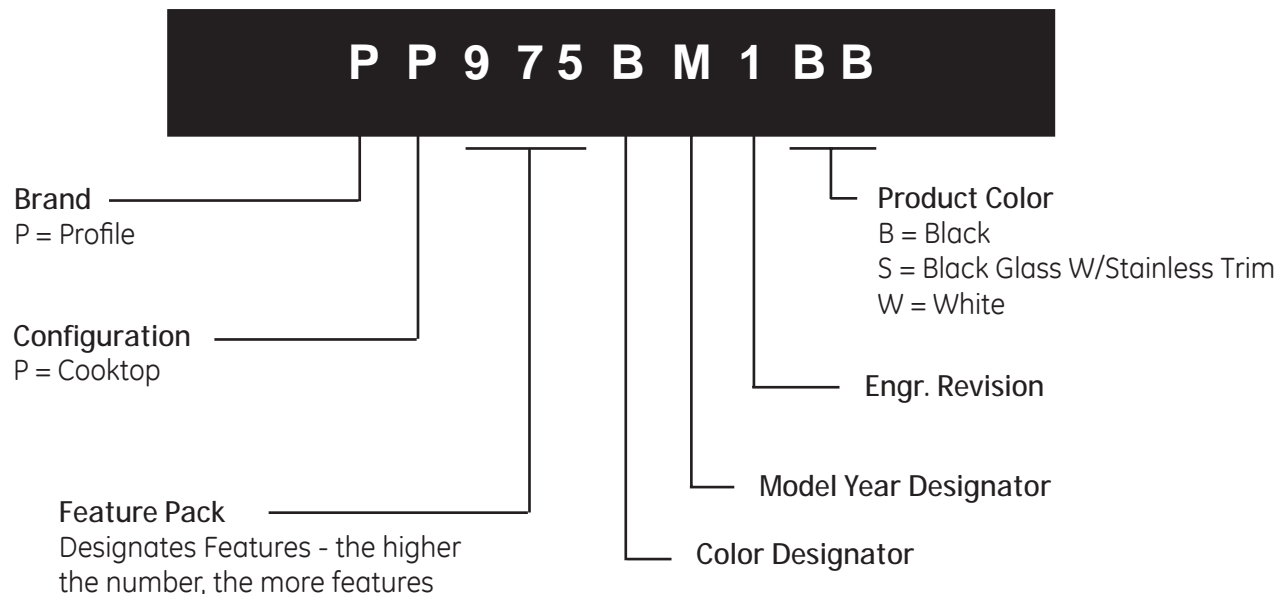 P P 9 7 5 B M 1 B B
Brand
P = Profile
Product Color
B = Black
S = Black Glass W/Stainless Trim
W = White
Configuration
P = Cooktop
Engr. Revision
Model Year Designator
Feature Pack
Designates Features - the higher
the number, the more features
Color Designator